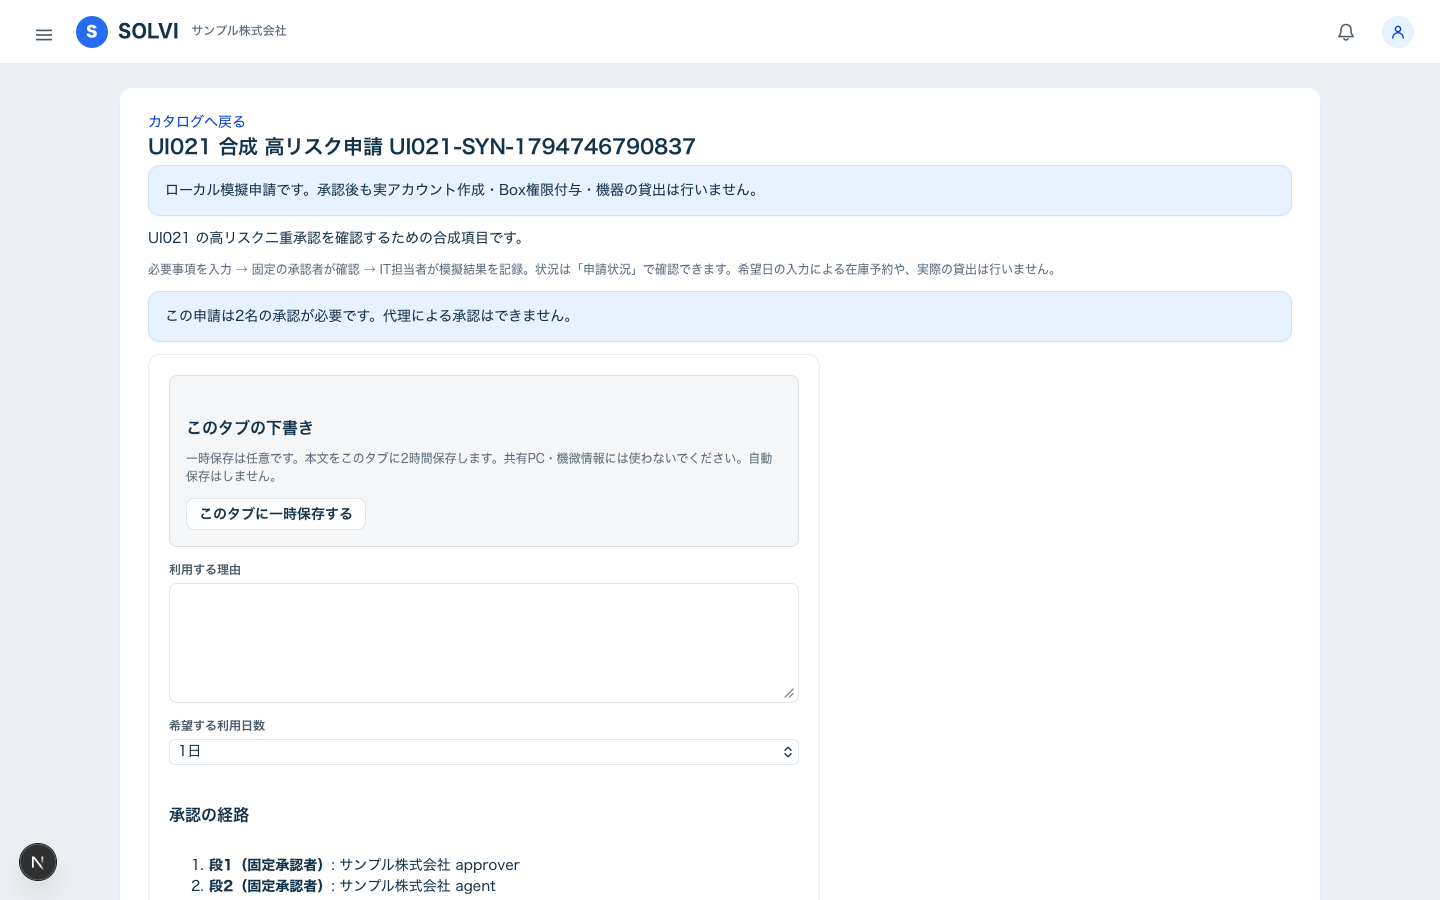 S SOLVI サンプル株式会社
カタログへ戻る
UI021 合成 高リスク申請 UI021-SYN-1794746790837
ローカル模擬申請です。承認後も実アカウント作成・Box権限付与・機器の貸出は行いません。
UI021 の高リスク二重承認を確認するための合成項目です。
必要事項を入力 → 固定の承認者が確認 → IT担当者が模擬結果を記録。状況は「申請状況」で確認できます。希望日の入力による在庫予約や、実際の貸出は行いません。
この申請は2名の承認が必要です。代理による承認はできません。
このタブの下書き
一時保存は任意です。本文をこのタブに2時間保存します。共有PC・機微情報には使わないでください。自動
保存はしません。
このタブに一時保存する
利用する理由
希望する利用日数
1日
承認の経路
1. 段1（固定承認者）: サンプル株式会社 approver
2. 段2（固定承認者）: サンプル株式会社 agent
N